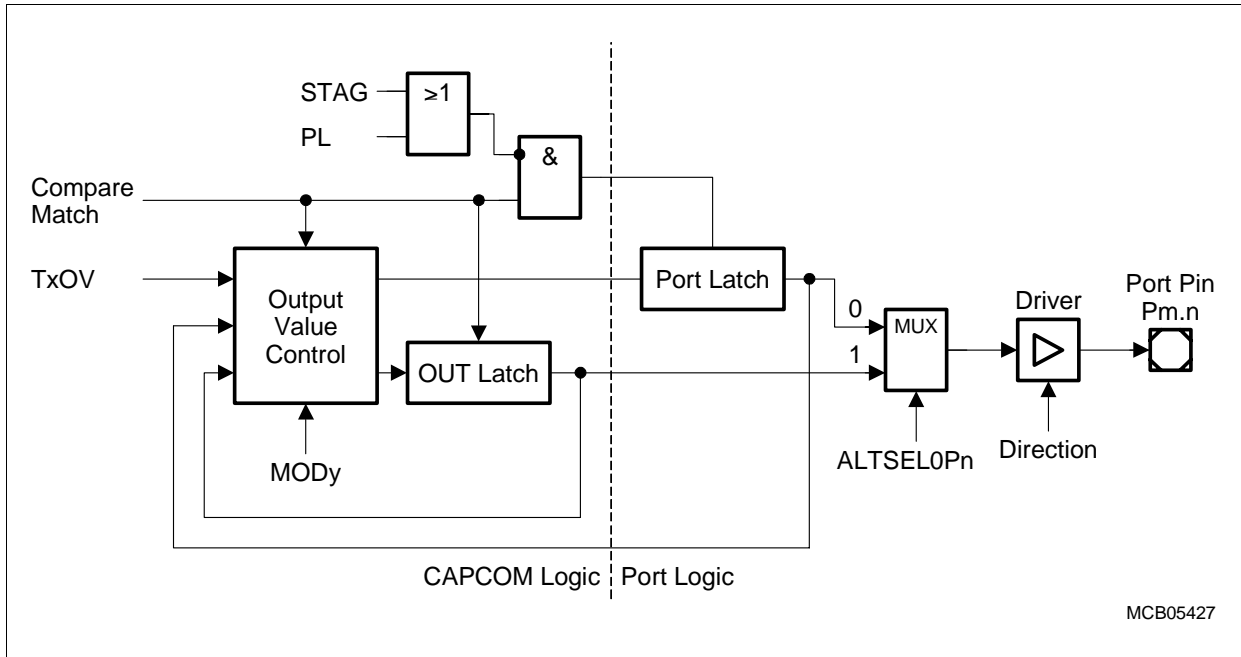 STAG
≥1
PL
&
Compare
Match
TxOV
Output
Value
Control
Port Latch
OUT Latch
0
1
MUX
Driver
Port Pin
Pm.n
MODy
ALTSEL0Pn
Direction
CAPCOM Logic
Port Logic
MCB05427